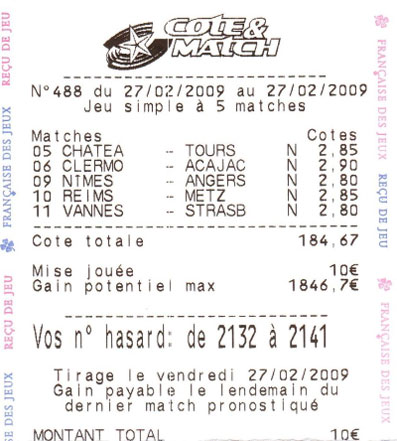 COTE &
MATCH
N°488 du 27/02/2009 au 27/02/2009
Jeu simple à 5 matches
Matches Cotes
05 CHATEA - TOURS N 2,85
06 CLERMO - ACAJAC N 2,90
09 NIMES - ANGERS N 2,80
10 REIMS - METZ N 2,85
11 VANNES - STRASB N 2,80
Cote totale 184,67
Mise jouée 10€
Gain potentiel max 1846,7€
Vos n° hasard: de 2132 à 2141
Tirage le vendredi 27/02/2009
Gain payable le lendemain du
dernier match pronostiqué
MONTANT TOTAL 10€
REÇU DE JEU
FRANÇAISE DES JEUX
REÇU DE JEU
SE DES JEUX
FRANÇAISE DES JEUX
REÇU DE JEU
FRANÇAISE DES JEUX